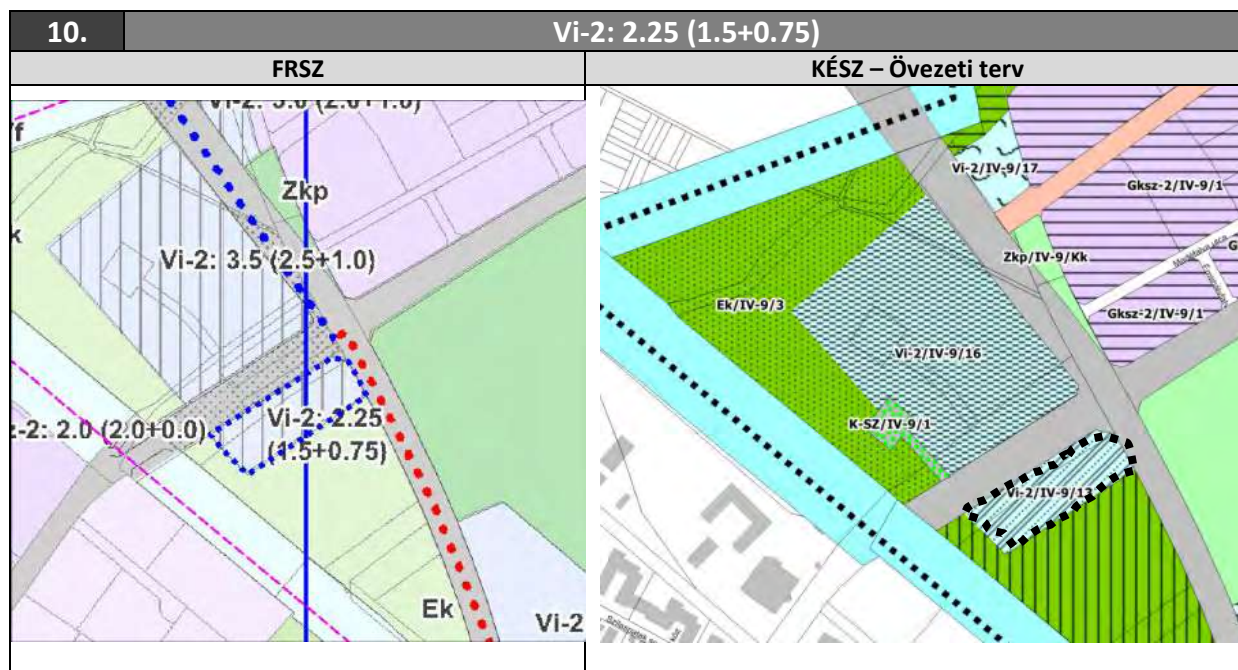 10.
Vi-2: 2.25 (1.5+0.75)
FRSZ
KÉSZ – Övezeti terv
Zkp
Vi-2: 3.5 (2.5+1.0)
-2: 2.0 (2.0+0.0)
Vi-2: 2.25
(1.5+0.75)
Ek
Vi-2
Vi-2/IV-9/17
Gksz-2/IV-9/1
Zkp/IV-9/Kk
Gksz-2/IV-9/1
Ek/IV-9/3
Vi-2/IV-9/16
K-SZ/IV-9/1
Vi-2/IV-9/13